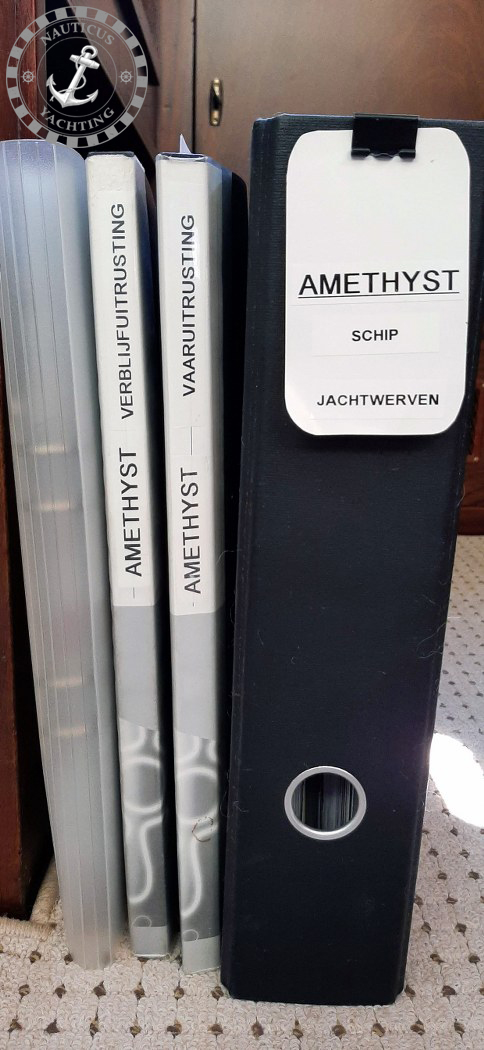 NAUTICUS
YACHTING
AMETHYST VERBLIJFUITRUSTING
AMETHYST VAARUITRUSTING
AMETHYST
SCHIP
JACHTWERVEN